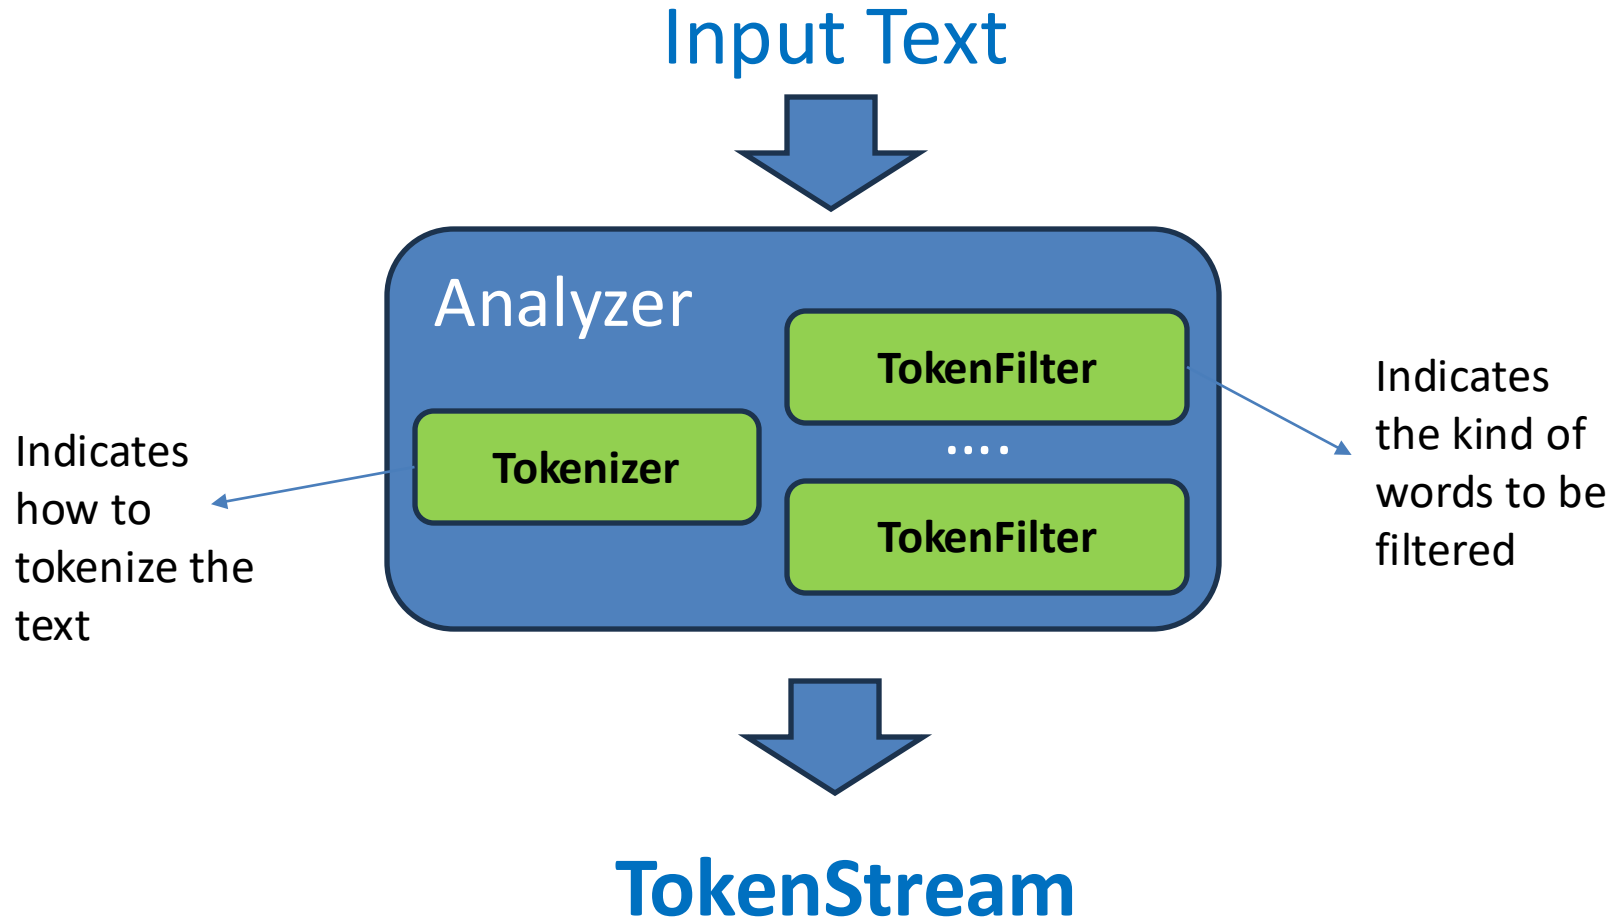 Input Text
Analyzer
TokenFilter
....
TokenFilter
Tokenizer
Indicates
how to
tokenize the
text
Indicates
the kind of
words to be
filtered
TokenStream